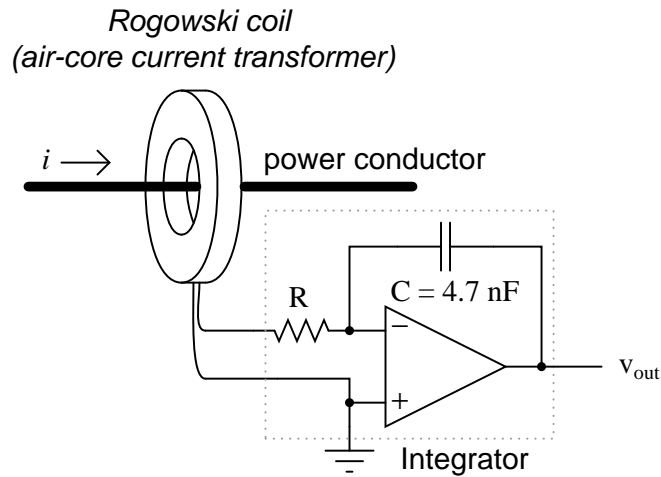 Rogowski coil
(air-core current transformer)
i
power conductor
R
C = 4.7 nF
−
+
vout
Integrator